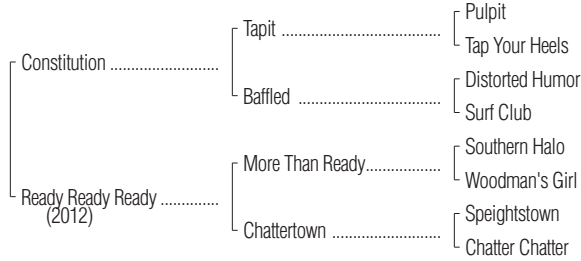 Pulpit
Tapit ........................................
Tap Your Heels
Constitution ........................
Distorted Humor
Baffled ....................................
Surf Club
Southern Halo
More Than Ready...................
Woodman's Girl
Ready Ready Ready .............
(2012)
Speightstown
Chattertown ...........................
Chatter Chatter